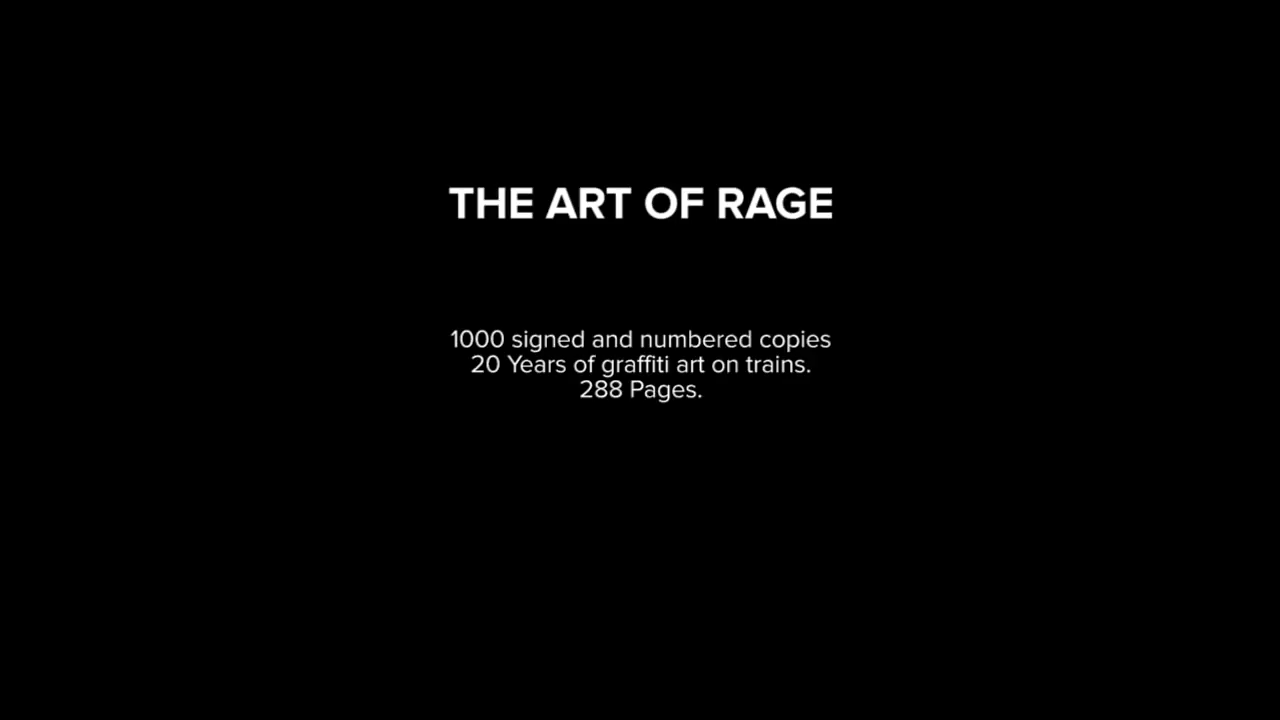 THE ART OF RAGE
1000 signed and numbered copies
20 Years of graffiti art on trains.
288 Pages.